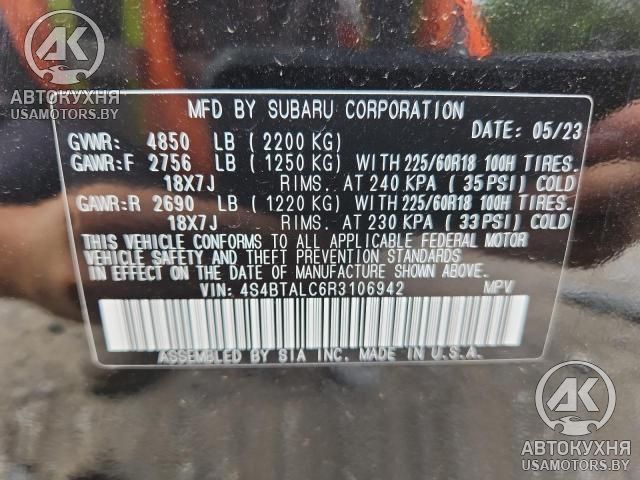 AK
АВТОКУХНЯ
USAMOTORS.BY
MFD BY SUBARU CORPORATION
DATE: 05/23
GVWR: 4850 LB (2200 KG)
GAWR:F 2756 LB (1250 KG) WITH 225/60R18 100H TIRES.
18X7J RIMS. AT 240 KPA (35 PSI) COLD
GAWR:R 2690 LB (1220 KG) WITH 225/60R18 100H TIRES.
18X7J RIMS. AT 230 KPA (33 PSI) COLD
THIS VEHICLE CONFORMS TO ALL APPLICABLE FEDERAL MOTOR
VEHICLE SAFETY AND THEFT PREVENTION STANDARDS
IN EFFECT ON THE DATE OF MANUFACTURE SHOWN ABOVE.
VIN: 4S4BTALC6R3106942 MPV
ASSEMBLED BY SIA INC. MADE IN U.S.A.
AK
АВТОКУХНЯ
USAMOTORS.BY